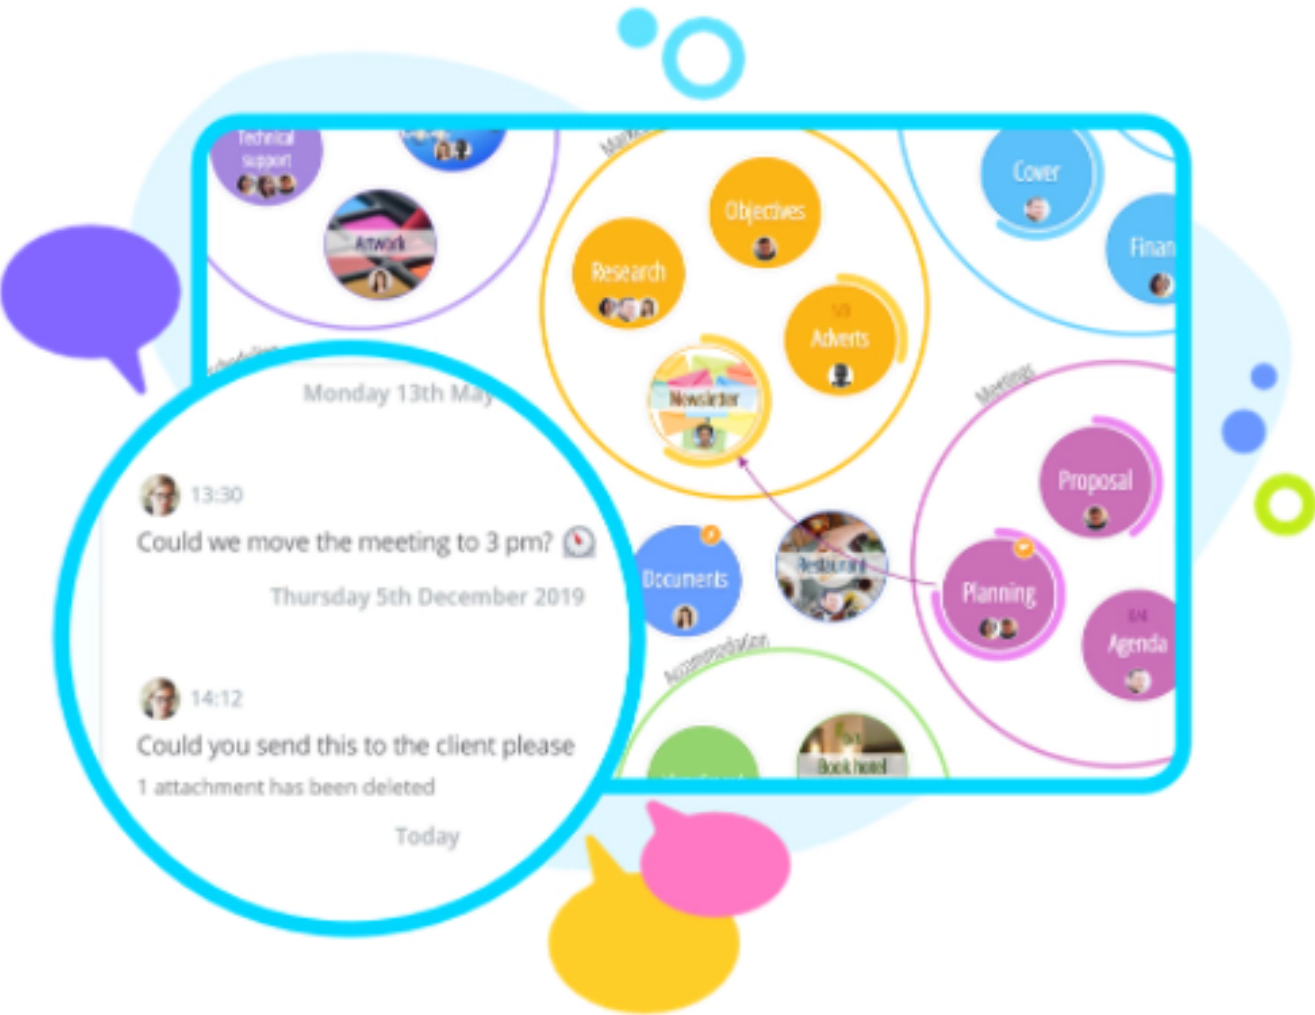 Technical
support
Artwork
Research
Objectives
Adverts
Newsletter
Cover
Meetings
Proposal
Planning
Agenda
Documents
Restaurant
Accommodation
Book hotel
Monday 13th May
13:30
Could we move the meeting to 3 pm?
Thursday 5th December 2019
14:12
Could you send this to the client please
1 attachment has been deleted
Today